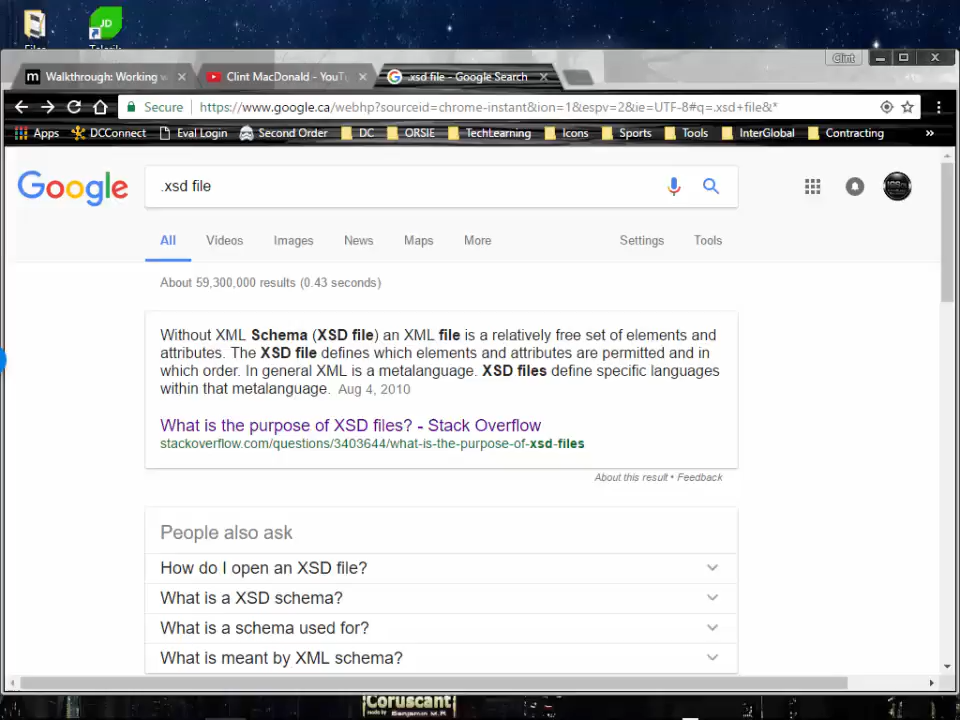 JD
Files
Telerik
Clint
m Walkthrough: Working w
Clint MacDonald - YouT
.xsd file - Google Search
Secure
https://www.google.ca/webhp?sourceid=chrome-instant&ion=1&espv=2&ie=UTF-8#q=.xsd+file&*
Apps DCConnect Eval Login Second Order DC ORSIE TechLearning Icons Sports Tools InterGlobal Contracting »
Google
.xsd file
All Videos Images News Maps More Settings Tools
About 59,300,000 results (0.43 seconds)
Without XML Schema (XSD file) an XML file is a relatively free set of elements and
attributes. The XSD file defines which elements and attributes are permitted and in
which order. In general XML is a metalanguage. XSD files define specific languages
within that metalanguage. Aug 4, 2010
What is the purpose of XSD files? - Stack Overflow
stackoverflow.com/questions/3403644/what-is-the-purpose-of-xsd-files
About this result • Feedback
People also ask
How do I open an XSD file?
What is a XSD schema?
What is a schema used for?
What is meant by XML schema?
Coruscant
made by Benjamin M.R